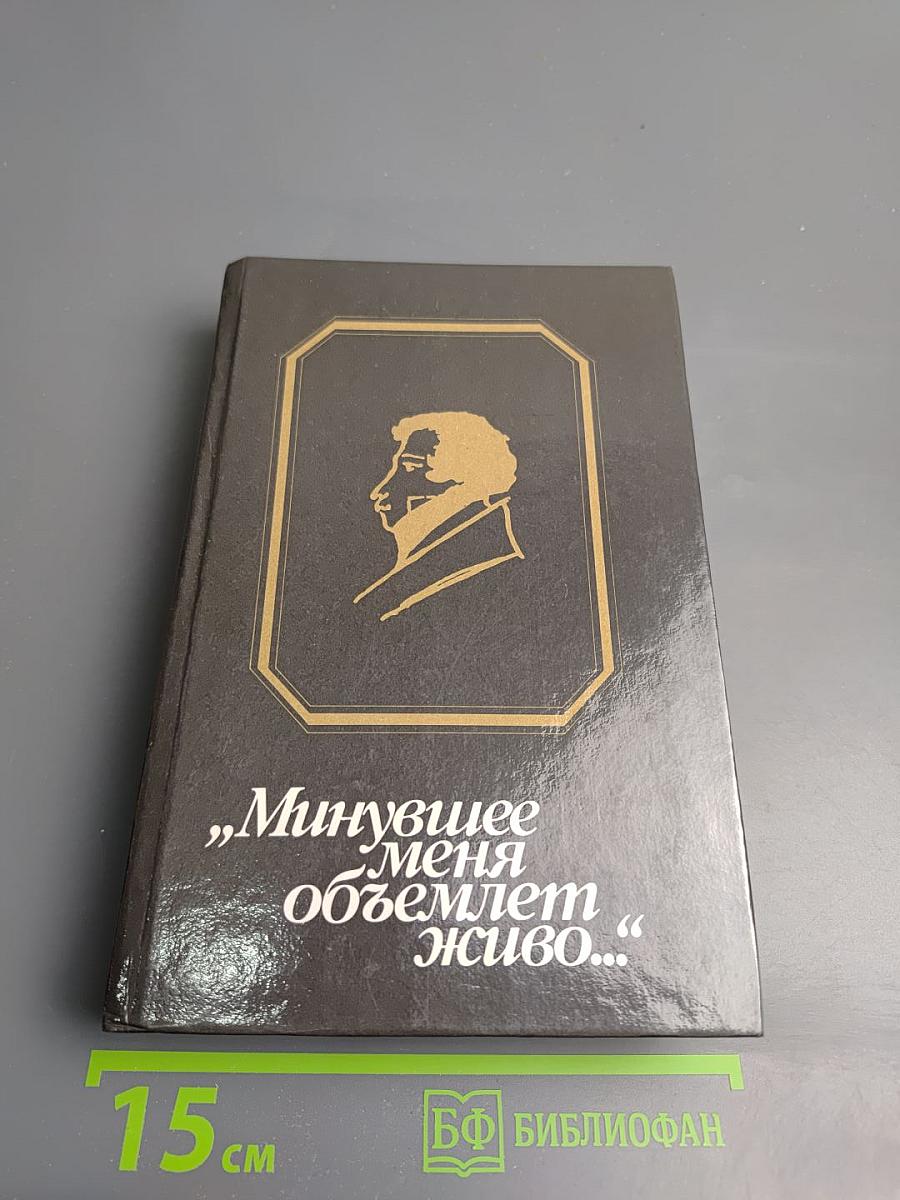 „Минувшее
меня
объемлет
живо...“
15 см
БФ БИБЛИОФАН